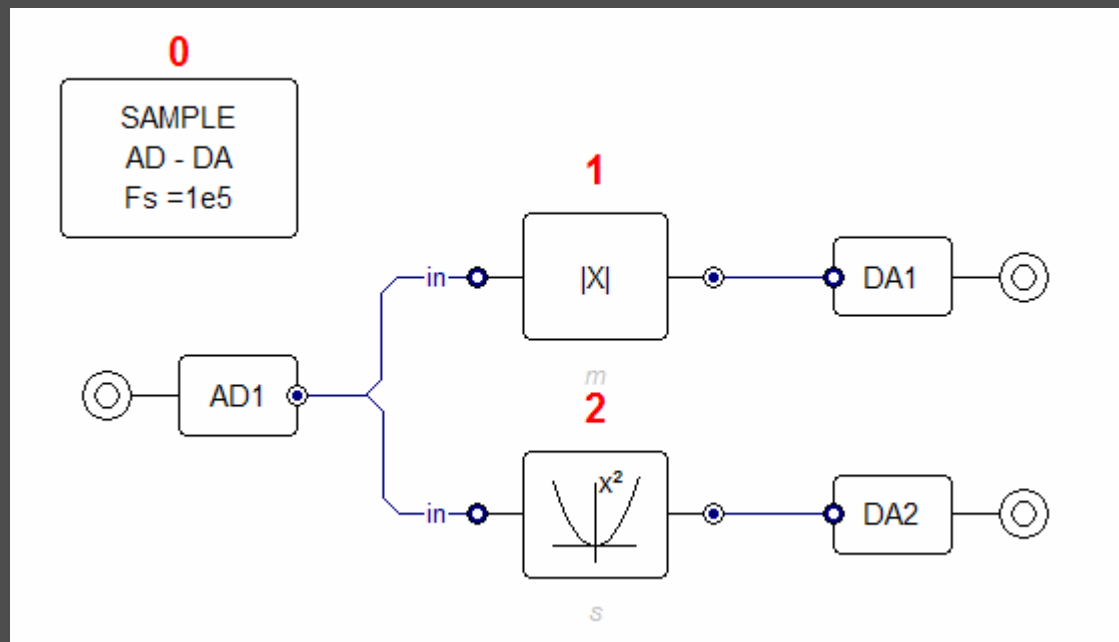 0
SAMPLE
AD - DA
Fs =1e5
1
in
|X|
DA1
m
AD1
2
in
X²
DA2
s